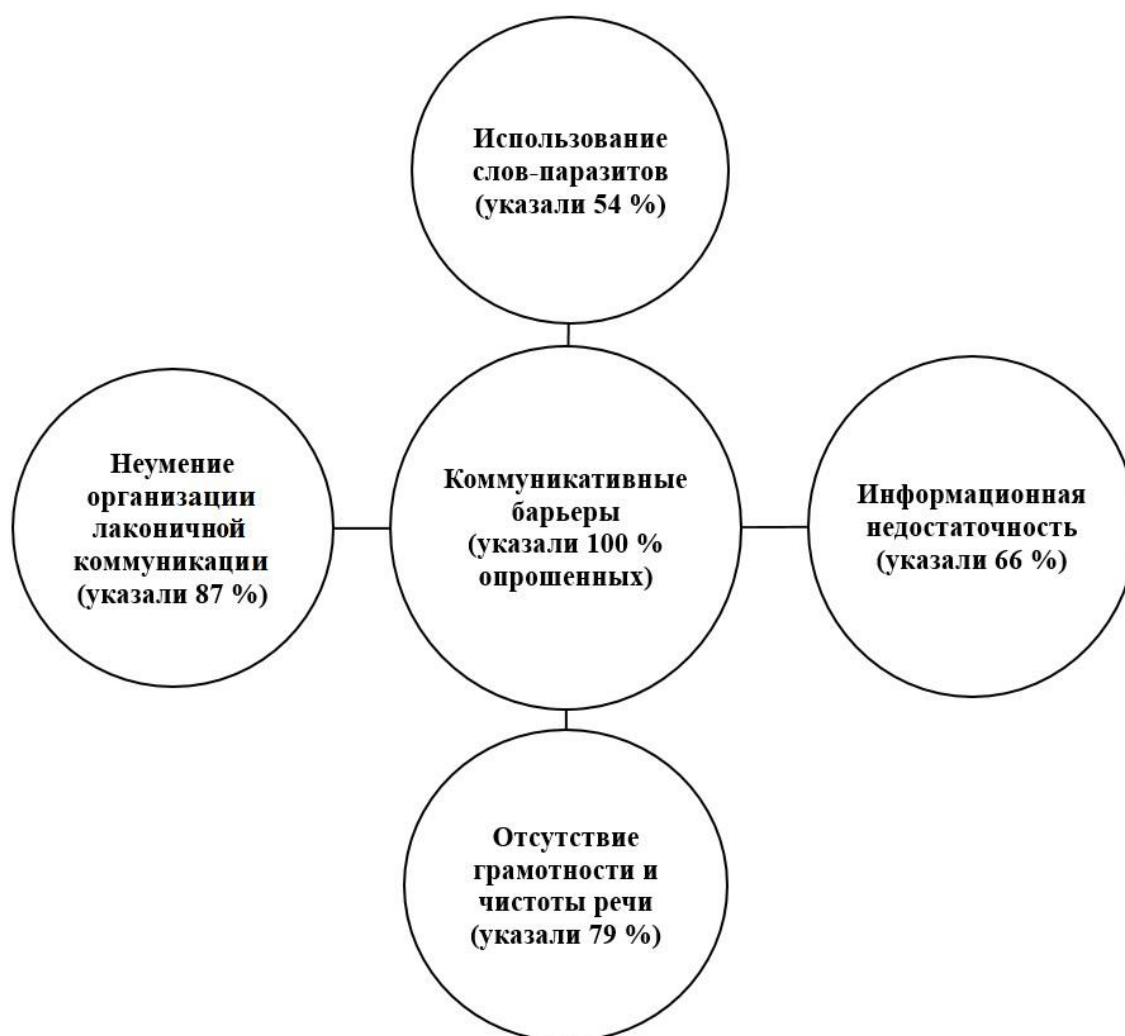 Использование
слов-паразитов
(указали 54 %)
Неумение
организации
лаконичной
коммуникации
(указали 87 %)
Коммуникативные
барьеры
(указали 100 %
опрошенных)
Информационная
недостаточность
(указали 66 %)
Отсутствие
грамотности и
чистоты речи
(указали 79 %)